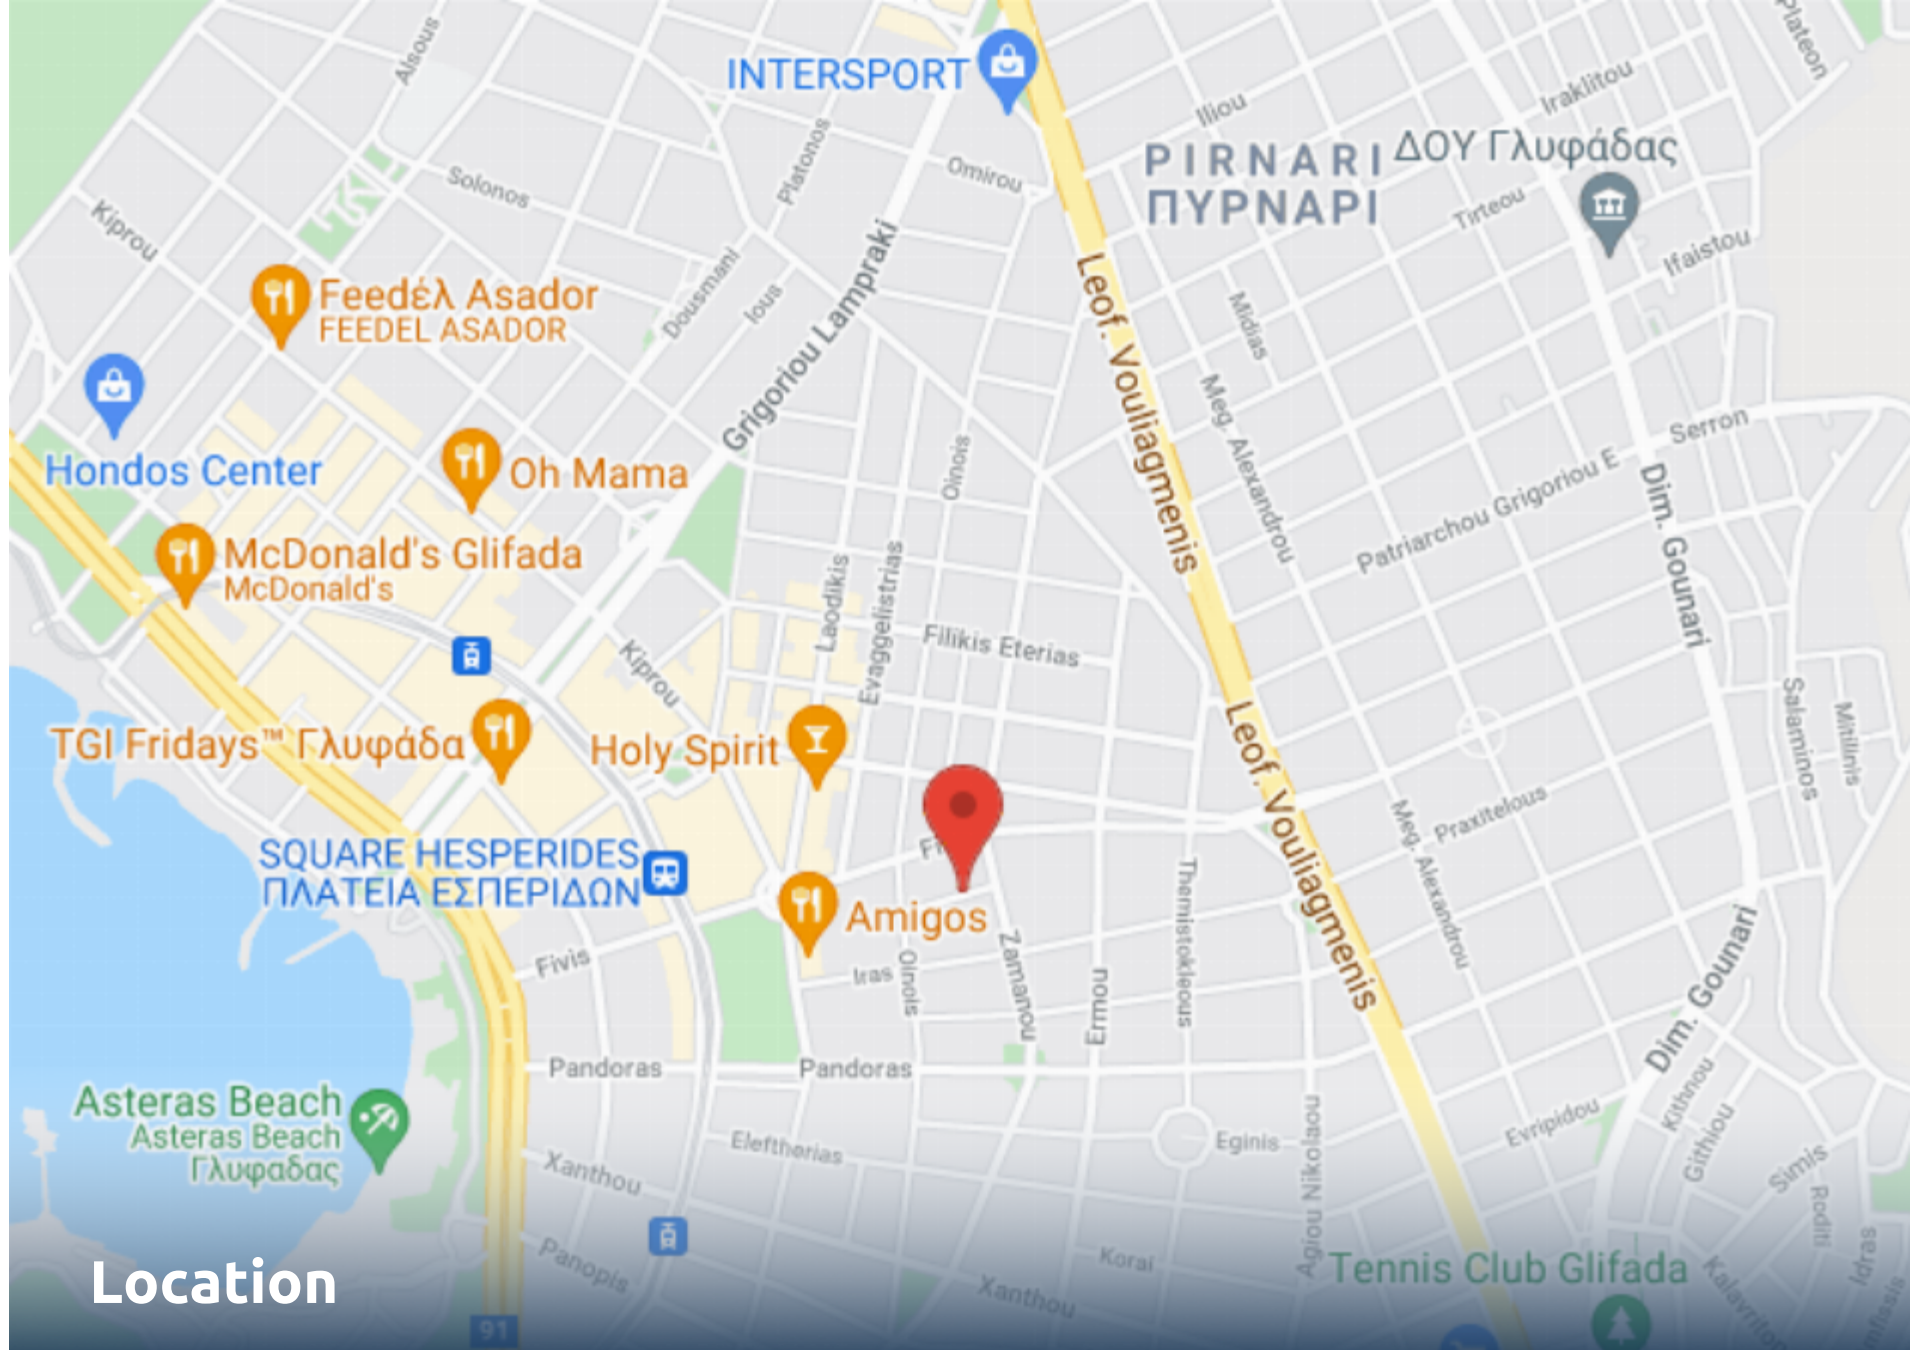 Alsous
INTERSPORT
Plateon
Iraklitou
Iliou
Platonos
Omirou
PIRNARI
ΠΥΡΝΑΡΙ
ΔΟΥ Γλυφάδας
Solonos
Tirteou
Kiprou
Ifaistou
Grigoriou Lampraki
Dousmani
Ious
Feedέλ Asador
FEEDEL ASADOR
Leof. Vouliagmenis
Midias
Meg. Alexandrou
Serron
Patriarchou Grigoriou E
Hondos Center
Oh Mama
Oinois
Dim. Gounari
McDonald's Glifada
McDonald's
Laodikis
Evaggelistrias
Filikis Eterias
Kiprou
Leof. Vouliagmenis
Salaminos
Mitilinis
TGI Fridays™ Γλυφάδα
Holy Spirit
Meg. Alexandrou
Praxitelous
SQUARE HESPERIDES
ΠΛΑΤΕΙΑ ΕΣΠΕΡΙΔΩΝ
Amigos
Themistokleous
Zamanou
Dim. Gounari
Fivis
Iras
Oinois
Ermou
Pandoras
Pandoras
Kithnou
Githiou
Evripidou
Asteras Beach
Asteras Beach
Γλυφαδας
Eleftherias
Eginis
Agiou Nikolaou
Simis
Roditi
Xanthou
Idras
Panopis
Korai
Xanthou
Tennis Club Glifada
Location
91